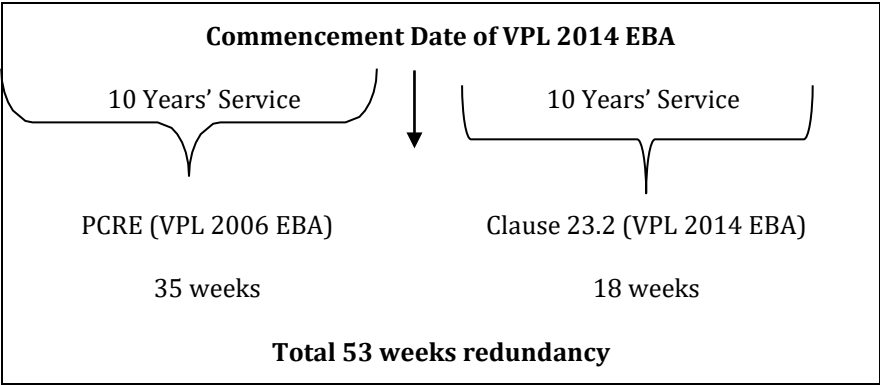 Commencement Date of VPL 2014 EBA
10 Years’ Service
10 Years’ Service
PCRE (VPL 2006 EBA)
Clause 23.2 (VPL 2014 EBA)
35 weeks
18 weeks
Total 53 weeks redundancy